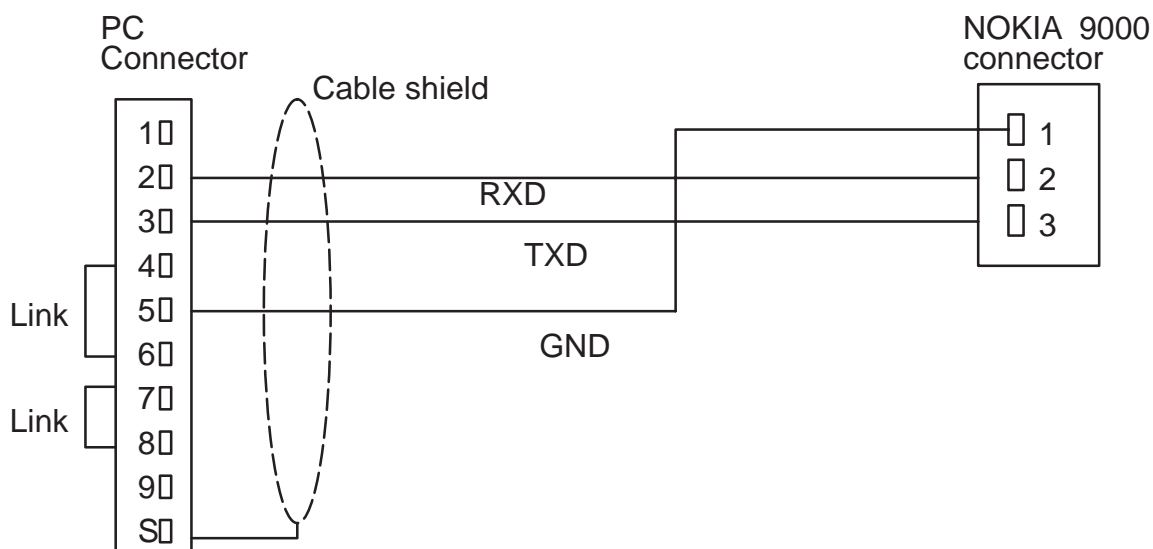 PC
Connector
NOKIA 9000
connector
Cable shield
1
1
2
RXD
2
3
TXD
3
4
Link
5
GND
6
7
Link
8
9
S